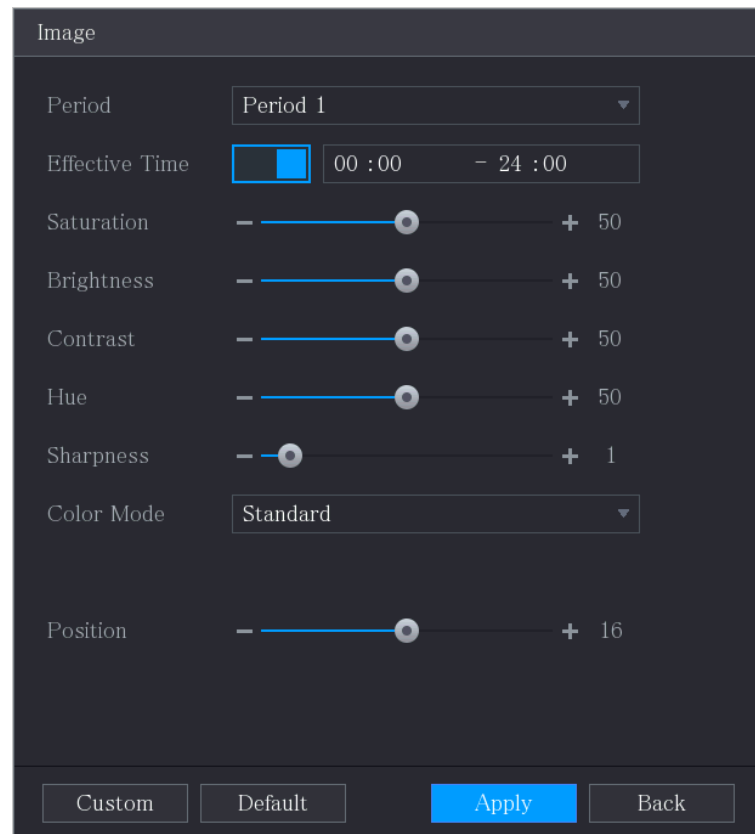 Image
Period Period 1
Effective Time 00 :00 - 24 :00
Saturation - + 50
Brightness - + 50
Contrast - + 50
Hue - + 50
Sharpness - + 1
Color Mode Standard
Position - + 16
Custom Default Apply Back